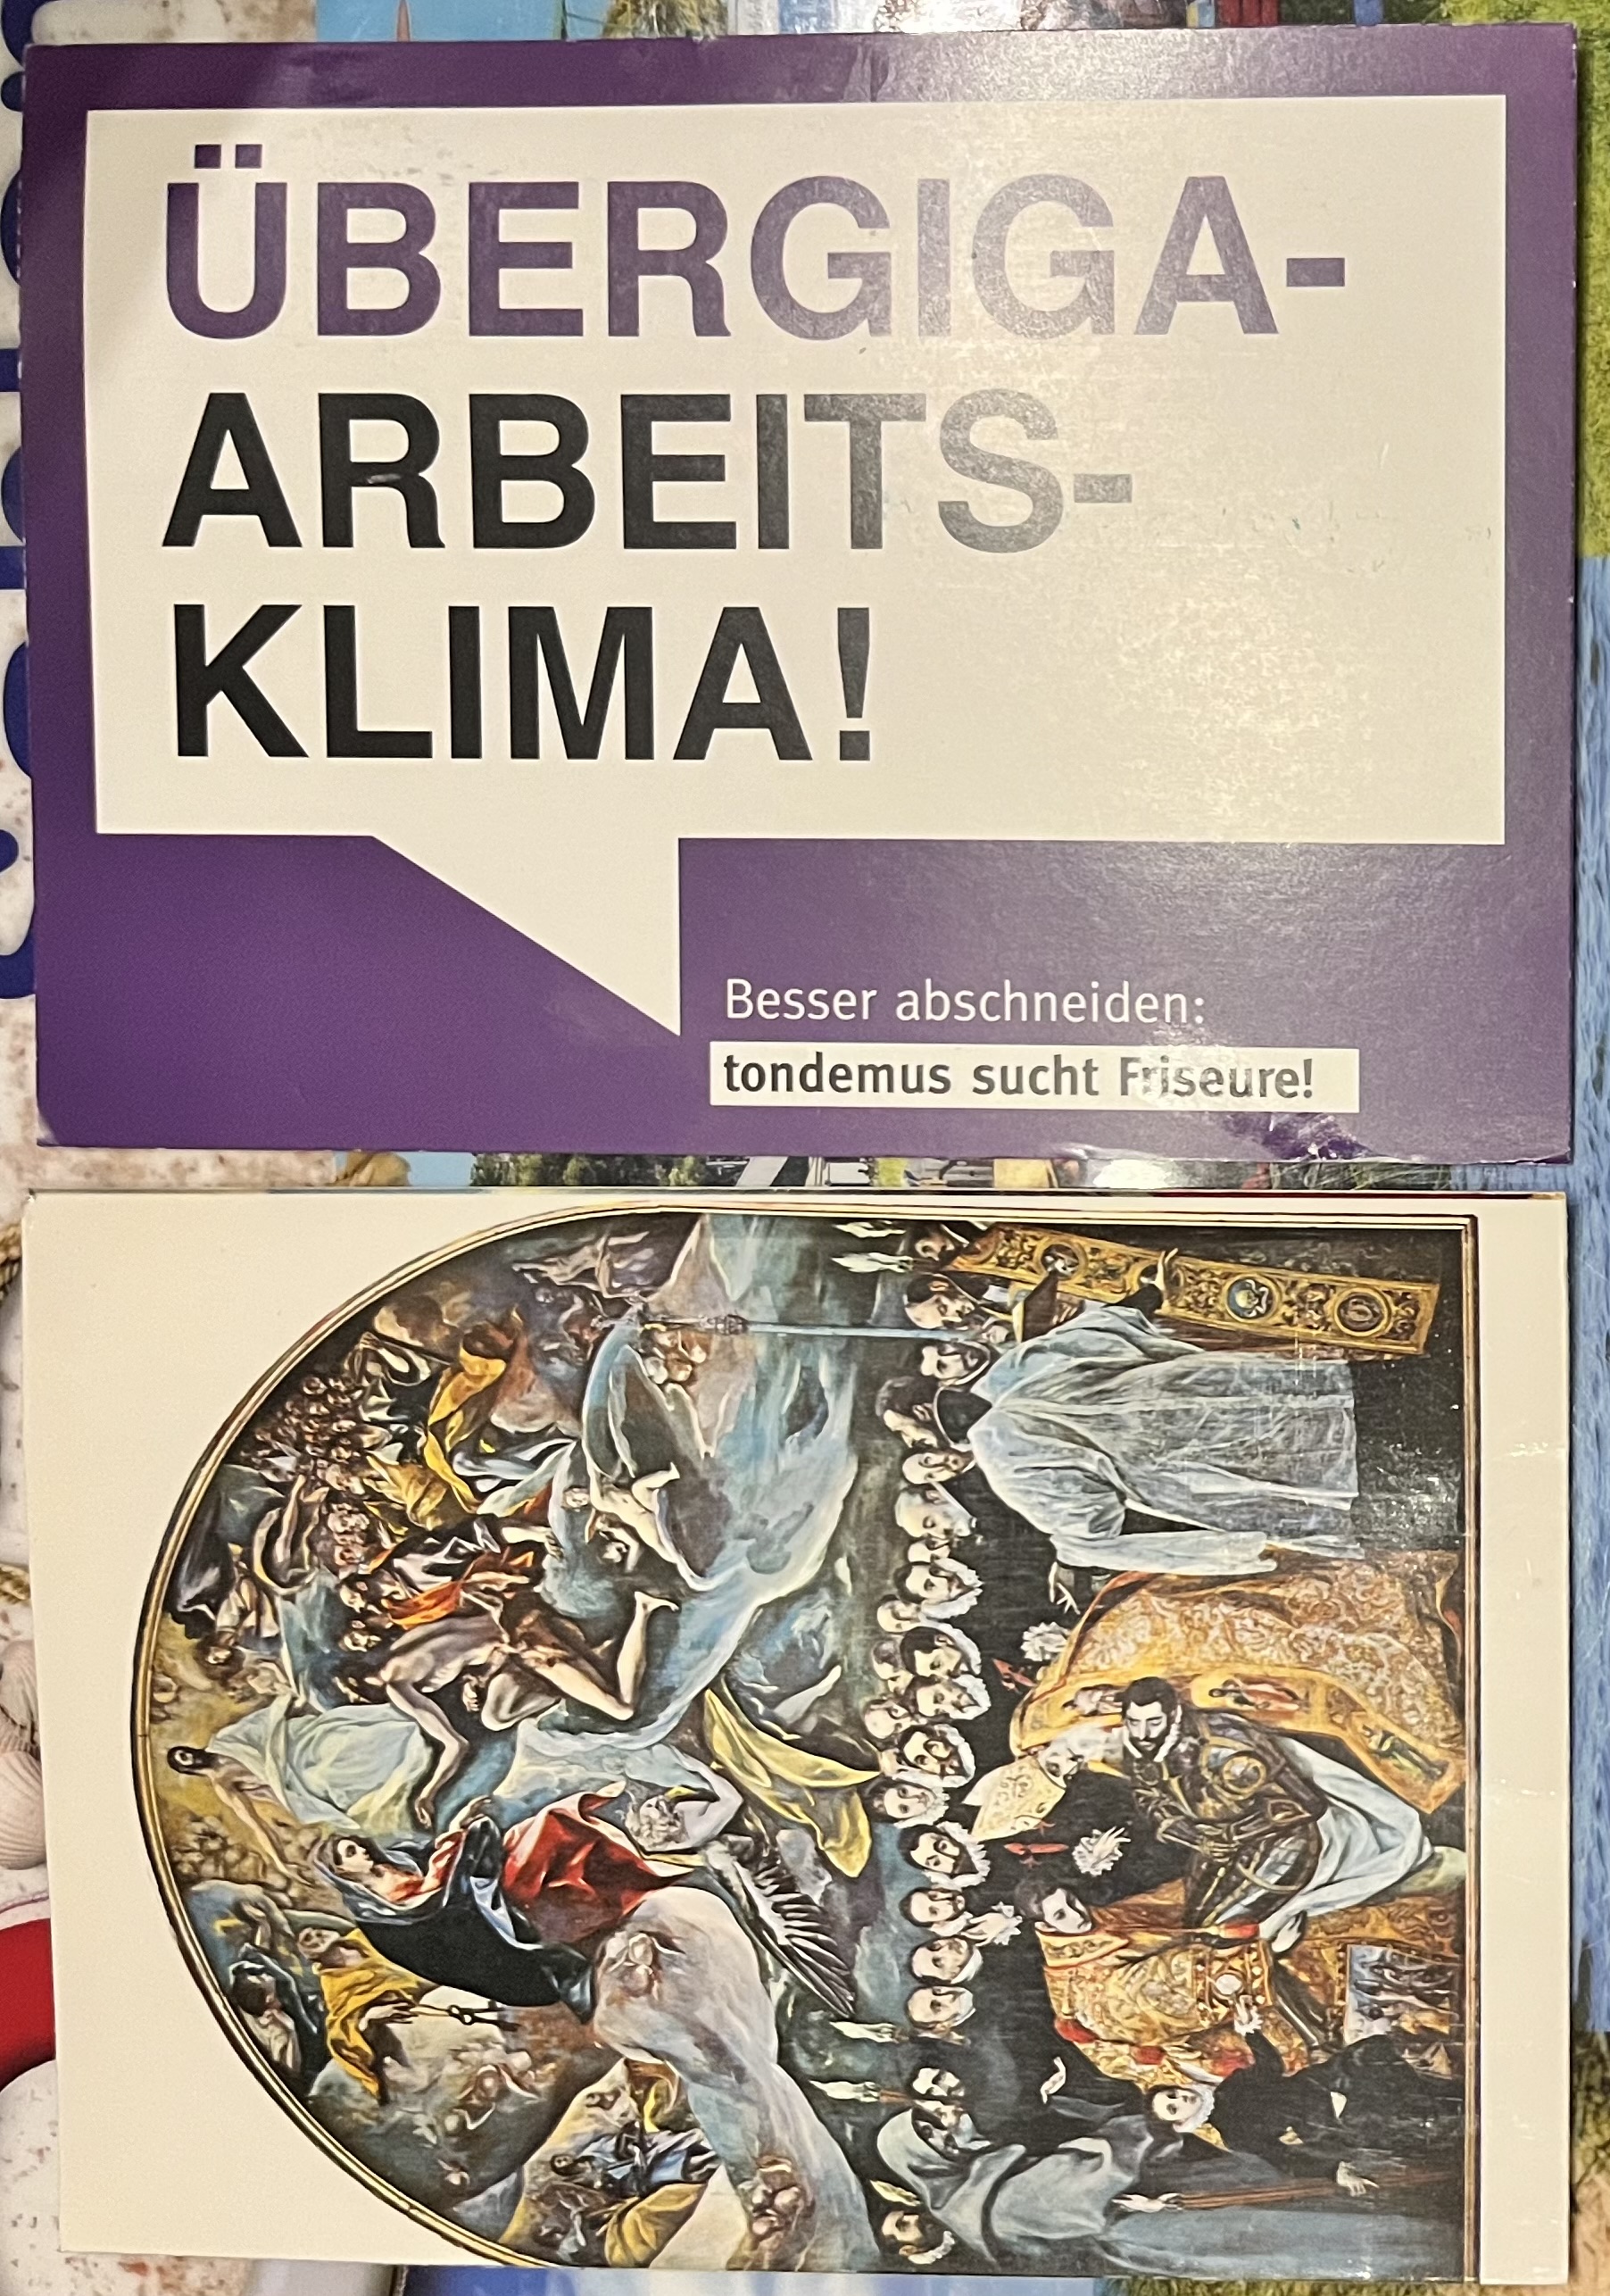 ÜBERGIGA-
ARBEITS-
KLIMA!
Besser abschneiden:
tondemus sucht Friseure!